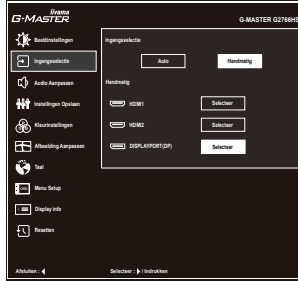 iiyama
G-MASTER
G-MASTER G2766HS
Beeldinstellingen
Ingangsselectie
Audio Aanpassen
Instellingen Opslaan
Kleurinstellingen
Afbeelding Aanpassen
Taal
Menu Setup
Display info
Resetten
Ingangsselectie
Auto
Handmatig
Handmatig
HDMI1
Selecteer
HDMI2
Selecteer
DISPLAYPORT(DP)
Selecteer
Afsluiten :
Selecteer : / Indrukken